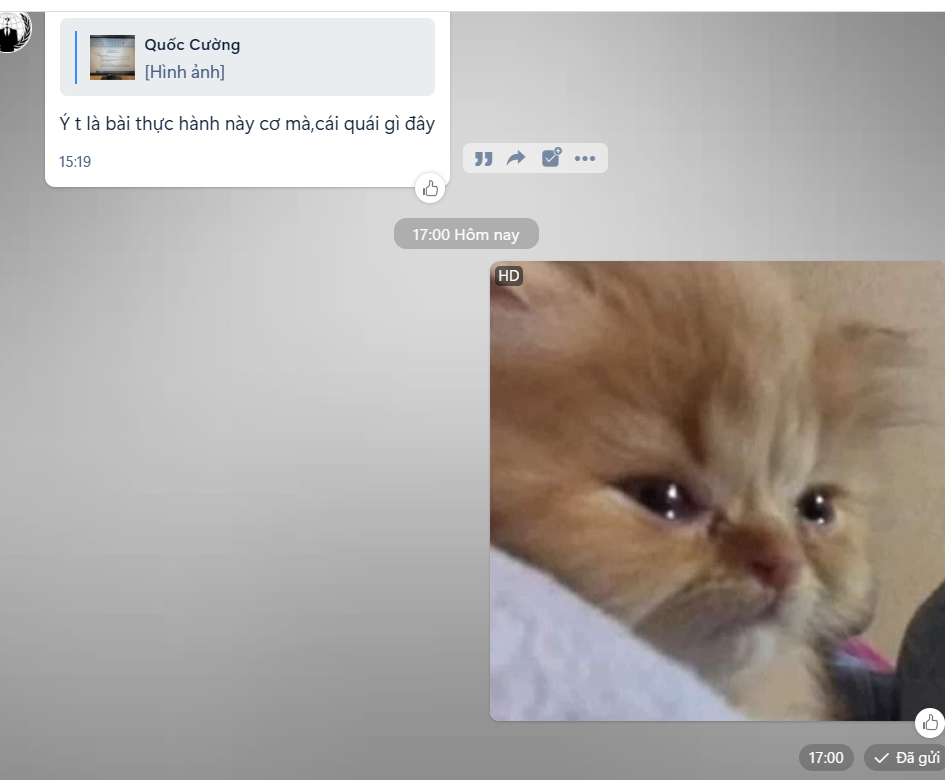 Quốc Cường
[Hình ảnh]
Ý t là bài thực hành này cơ mà,cái quái gì đây
15:19
17:00 Hôm nay
HD
17:00
Đã gửi